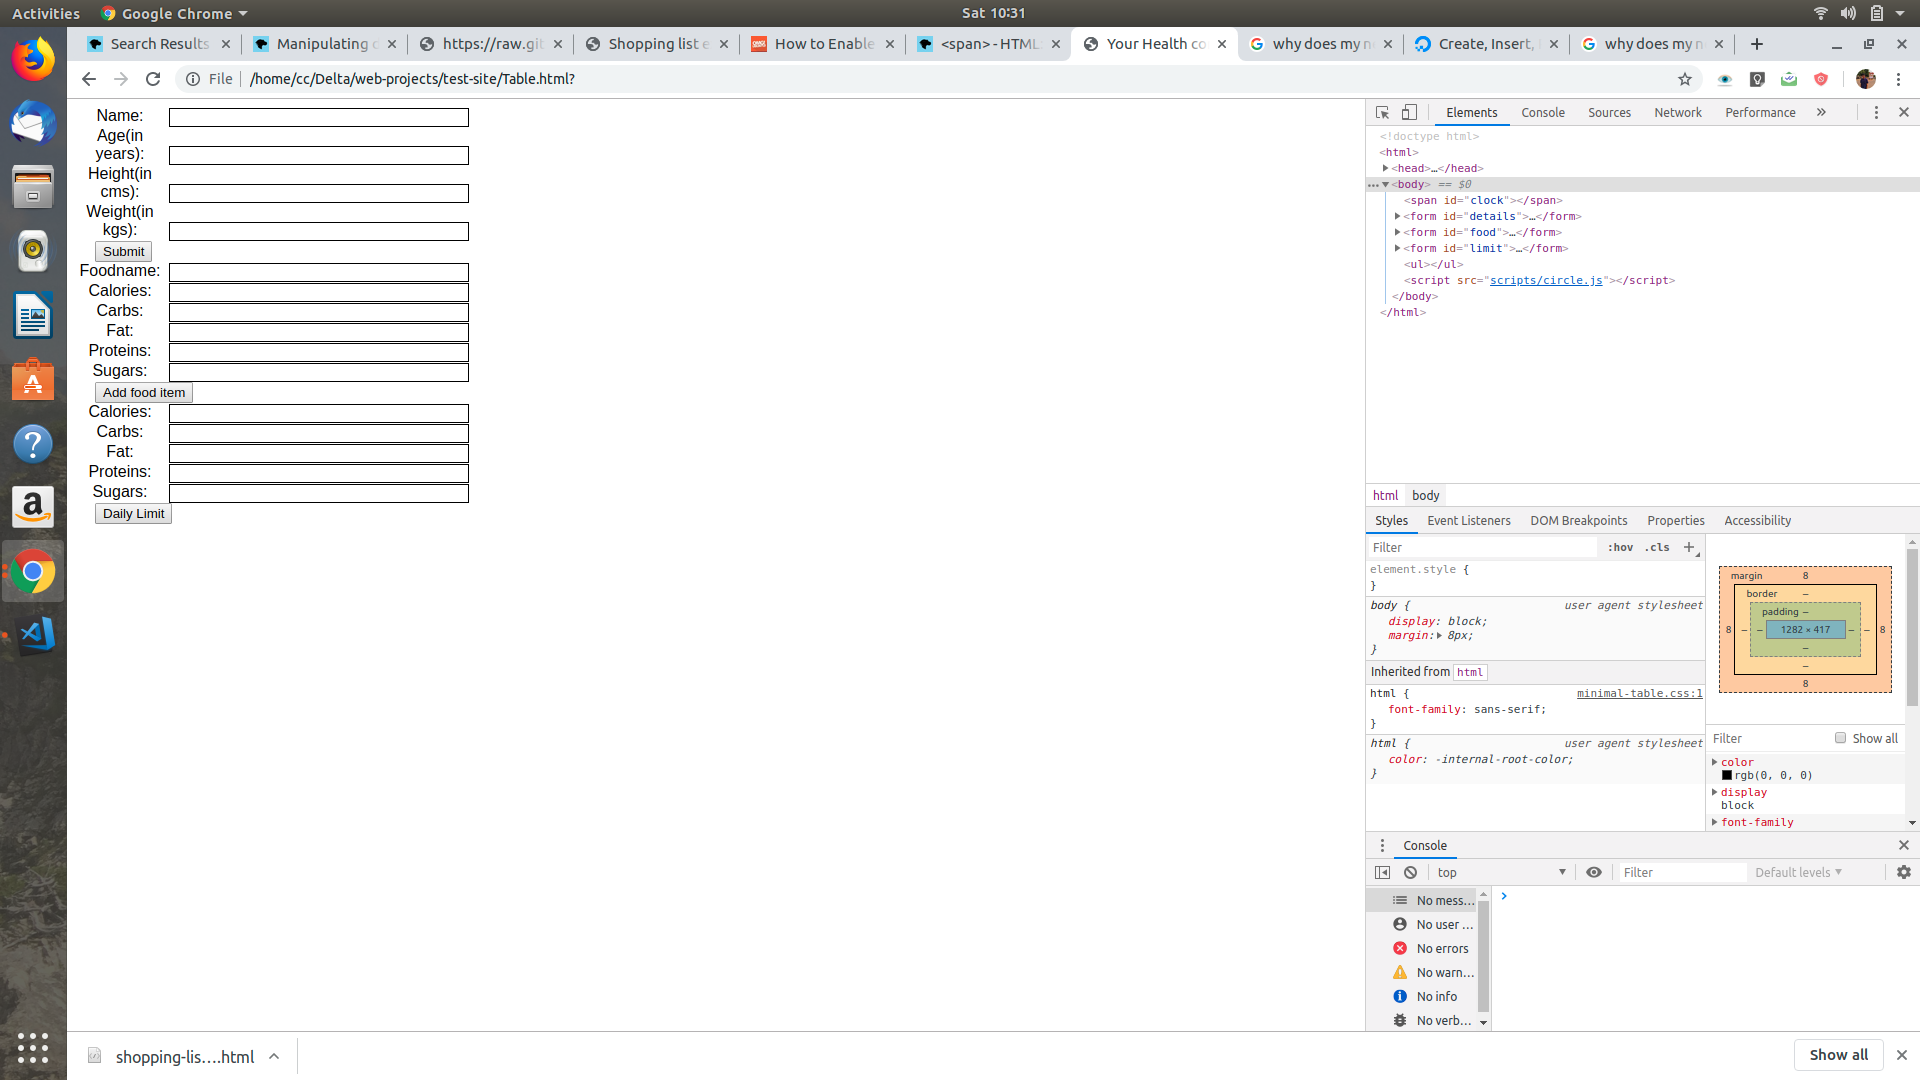 Activities
Google Chrome
Sat 10:31
Search Results
Manipulating
https://raw.git
Shopping list e
How to Enable
<span> - HTML:
Your Health co
why does my n
Create, Insert,
why does my n
File
/home/cc/Delta/web-projects/test-site/Table.html?
Name:
Age(in
years):
Height(in
cms):
Weight(in
kgs):
Submit
Foodname:
Calories:
Carbs:
Fat:
Proteins:
Sugars:
Add food item
Calories:
Carbs:
Fat:
Proteins:
Sugars:
Daily Limit
Elements Console Sources Network Performance »
<!doctype html>
<html>
<head>…</head>
<body> == $0
<span id="clock"></span>
<form id="details">…</form>
<form id="food">…</form>
<form id="limit">…</form>
<ul></ul>
<script src="scripts/circle.js"></script>
</body>
</html>
html body
Styles Event Listeners DOM Breakpoints Properties Accessibility
Filter :hov .cls +
element.style {
}
body { user agent stylesheet
display: block;
margin: 8px;
}
Inherited from html
html { minimal-table.css:1
font-family: sans-serif;
}
html { user agent stylesheet
color: -internal-root-color;
}
margin 8
border –
padding –
8 – – 1282 × 417 – – 8
–
–
8
Filter Show all
color
rgb(0, 0, 0)
display
block
font-family
Console
top Filter Default levels
No mess…
No user …
No errors
No warn…
No info
No verb…
shopping-lis….html
Show all